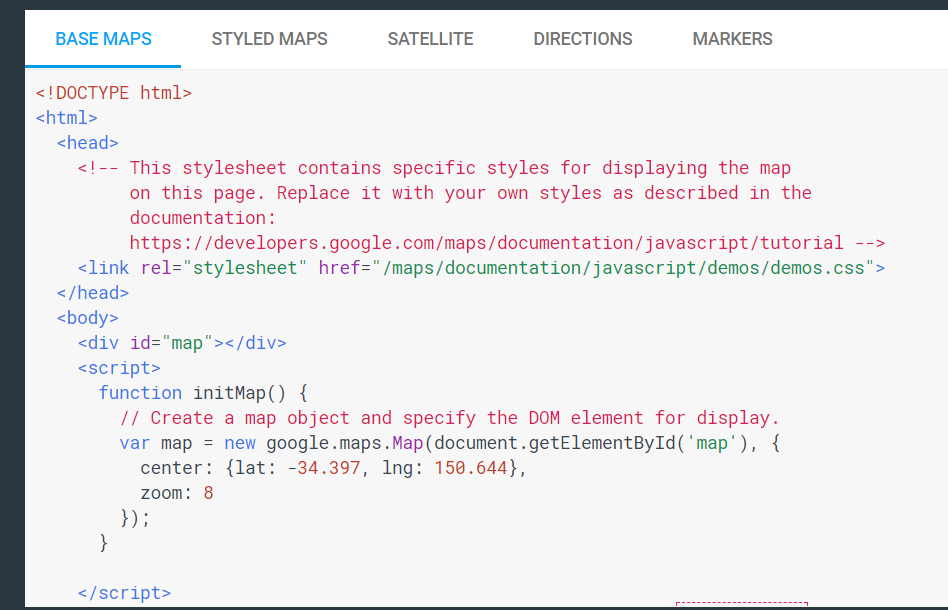 BASE MAPS STYLED MAPS SATELLITE DIRECTIONS MARKERS
<!DOCTYPE html>
<html>
  <head>
    <!-- This stylesheet contains specific styles for displaying the map
         on this page. Replace it with your own styles as described in the
         documentation:
         https://developers.google.com/maps/documentation/javascript/tutorial -->
    <link rel="stylesheet" href="/maps/documentation/javascript/demos/demos.css">
  </head>
  <body>
    <div id="map"></div>
    <script>
      function initMap() {
        // Create a map object and specify the DOM element for display.
        var map = new google.maps.Map(document.getElementById('map'), {
          center: {lat: -34.397, lng: 150.644},
          zoom: 8
        });
      }

    </script>